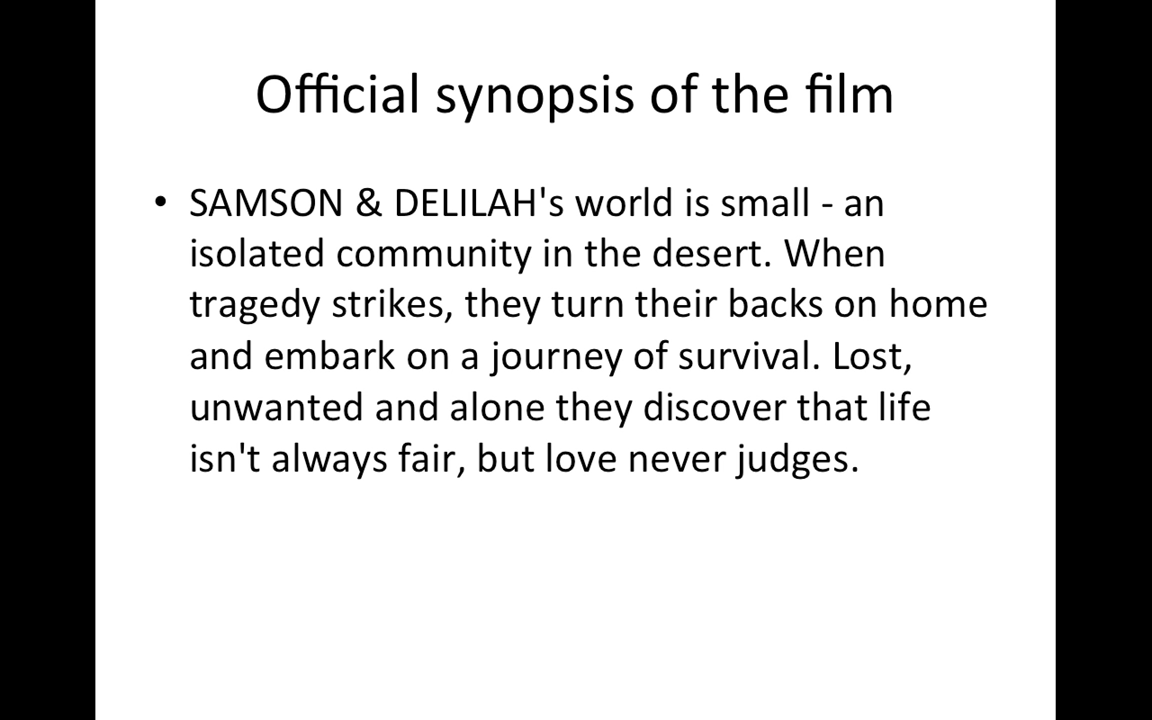 Official synopsis of the film
• SAMSON & DELILAH's world is small - an
isolated community in the desert. When
tragedy strikes, they turn their backs on home
and embark on a journey of survival. Lost,
unwanted and alone they discover that life
isn't always fair, but love never judges.